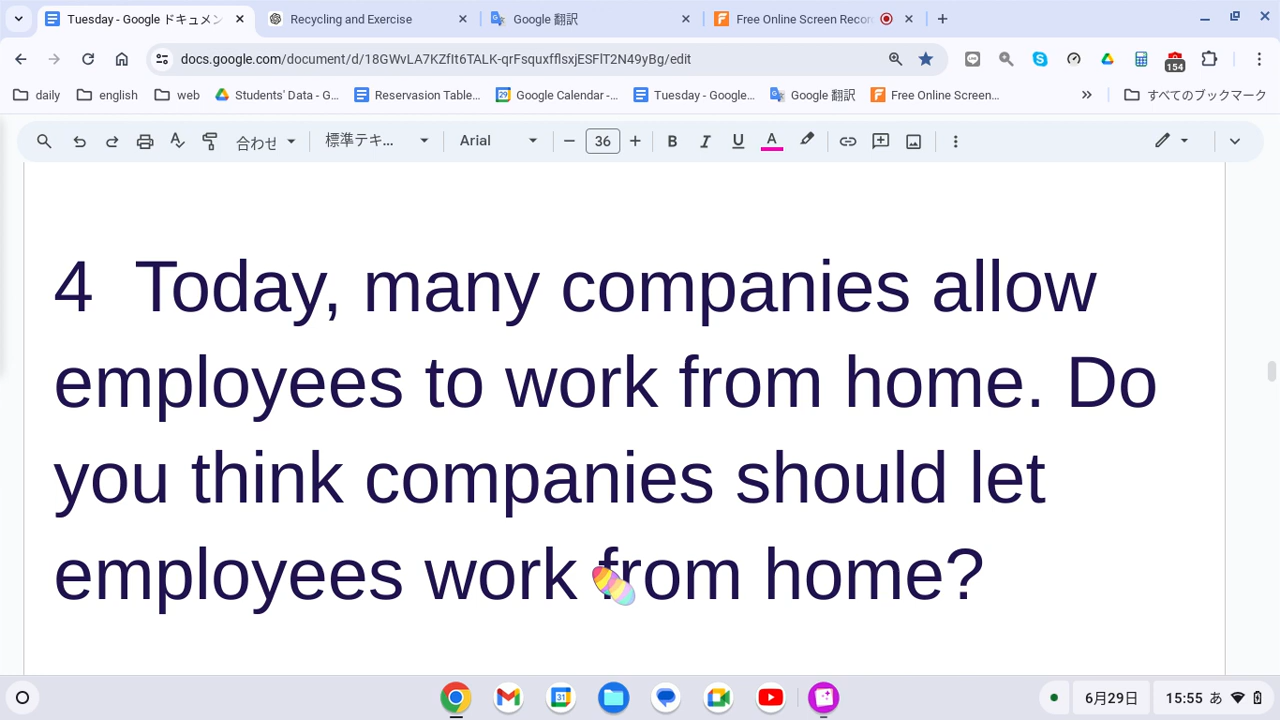 Tuesday - Google ドキュメン
Recycling and Exercise
Google 翻訳
Free Online Screen Record
docs.google.com/document/d/18GWvLA7KZfIt6TALK-qrFsquxfflsxjESFlT2N49yBg/edit
154
daily
english
web
Students' Data - G...
Reservasion Table...
Google Calendar -...
Tuesday - Google...
Google 翻訳
Free Online Screen...
すべてのブックマーク
合わせ
標準テキ...
Arial
36
B
I
U
A
4 Today, many companies allow
employees to work from home. Do
you think companies should let
employees work from home?
31
6月29日
15:55
あ